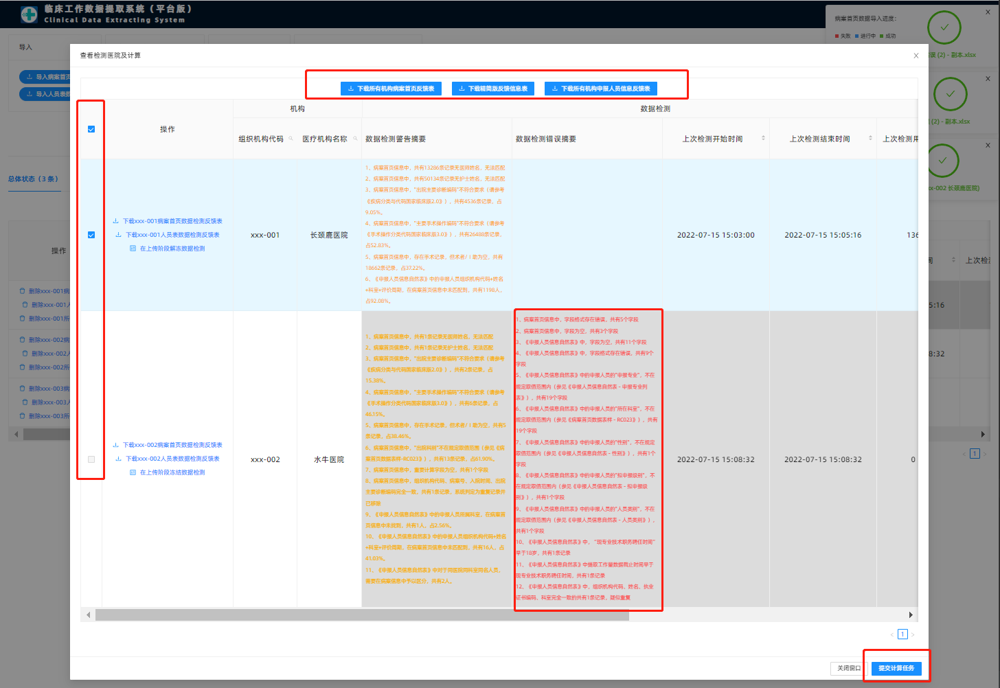 临床工作数据提取系统（平台版）
Clinical Data Extracting System
病案首页数据导入进度：
失败 进行中 成功
误 (2) - 副本.xlsx
(2) - 副本.xlsx
xx-002 长颈鹿医院)
导入
导入病案首页
导入人员表数
总体状态（3 条）
操作
删除xxx-001病
删除xxx-001人
删除xxx-001所
删除xxx-002病
删除xxx-002人
删除xxx-002所
删除xxx-003病
删除xxx-003人
删除xxx-003所
间
上次检测
5:16
8:32
1
查看检测医院及计算
下载所有机构病案首页反馈表
下载精简版反馈信息表
下载所有机构申报人员信息反馈表
操作
机构
数据检测
组织机构代码
医疗机构名称
数据检测警告摘要
数据检测错误摘要
上次检测开始时间
上次检测结束时间
上次检测用
下载xxx-001病案首页数据检测反馈表
下载xxx-001人员表数据检测反馈表
在上传阶段解冻数据检测
xxx-001
长颈鹿医院
1、病案首页信息中，共有13286条记录无医师姓名，无法匹配
2、病案首页信息中，共有50134条记录无护士姓名，无法匹配
3、病案首页信息中，"出院主要诊断编码"不符合要求（请参考
《疾病分类与代码国家临床版2.0》），共有4536条记录，占
9.05%。
4、病案首页信息中，"主要手术操作编码"不符合要求（请参考
《手术操作分类代码国家临床版3.0》），共有26488条记录，
占52.83%。
5、病案首页信息中，存在手术记录，但术者/Ⅰ助为空，共有
18662条记录，占37.22%。
6、《申报人员信息自然表》中的申报人员组织机构代码+姓名
+科室+评价周期，在病案首页信息中未匹配到，共有1198人，
占92.08%。
2022-07-15 15:03:00
2022-07-15 15:05:16
136
下载xxx-002病案首页数据检测反馈表
下载xxx-002人员表数据检测反馈表
在上传阶段冻结数据检测
xxx-002
水牛医院
1、病案首页信息中，共有1条记录无医师姓名，无法匹配
2、病案首页信息中，共有1条记录无护士姓名，无法匹配
3、病案首页信息中，"出院主要诊断编码"不符合要求（请参考
《疾病分类与代码国家临床版2.0》），共有2条记录，占
15.38%。
4、病案首页信息中，"主要手术操作编码"不符合要求（请参考
《手术操作分类代码国家临床版3.0》），共有6条记录，占
46.15%。
5、病案首页信息中，存在手术记录，但术者/Ⅰ助为空，共有5
条记录，占38.46%。
6、病案首页信息中，"出院科别"不在规定取值范围（参见《病
案首页数据表样-RC023》），共有13条记录，占61.90%。
7、病案首页信息中，重要计算字段为空，共有1个字段
8、病案首页信息中，组织机构代码、病案号、入院时间、出院
主要诊断编码完全一致，共有1条记录，系统判定为重复记录并
已移除
9、《申报人员信息自然表》中的申报人员所属科室，在病案首
页信息中未找到，共有1人，占2.56%。
10、《申报人员信息自然表》中的申报人员组织机构代码+姓名
+科室+评价周期，在病案首页信息中未匹配到，共有16人，占
41.03%。
11、《申报人员信息自然表》中对于同医院同科室同名人员，
需要在病案信息中予以区分，共有2人。
1、病案首页信息中，字段格式存在错误，共有5个字段
2、病案首页信息中，字段为空，共有3个字段
3、《申报人员信息自然表》中，字段为空，共有11个字段
4、《申报人员信息自然表》中，字段格式存在错误，共有9个
字段
5、《申报人员信息自然表》中的申报人员的"申报专业"，不在
规定取值范围内（参见《申报人员信息自然表 - 申报专业列
表》），共有19个字段
6、《申报人员信息自然表》中的申报人员的"所在科室"，不在
规定取值范围内（参见《病案首页数据表样 - RC023》），共有
19个字段
7、《申报人员信息自然表》中的申报人员的"性别"，不在规定
取值范围内（参见《申报人员信息自然表 - 性别》），共有1个
字段
8、《申报人员信息自然表》中的申报人员的"拟申报级别"，不
在规定取值范围内（参见《申报人员信息自然表 - 拟申报级
别》），共有1个字段
9、《申报人员信息自然表》中的申报人员的"人员类别"，不在
规定取值范围内（参见《申报人员信息自然表 - 人员类别》），
共有1个字段
10、《申报人员信息自然表》中，"现专业技术职务聘任时间"
早于18岁，共有1条记录
11、《申报人员信息自然表》中提取工作量数据截止时间早于
现专业技术职务聘任时间，共有1条记录
12、《申报人员信息自然表》中，组织机构代码、姓名、执业
证书编码、科室完全一致的共有1条记录，疑似重复
2022-07-15 15:08:32
2022-07-15 15:08:32
0
1
关闭窗口
提交计算任务